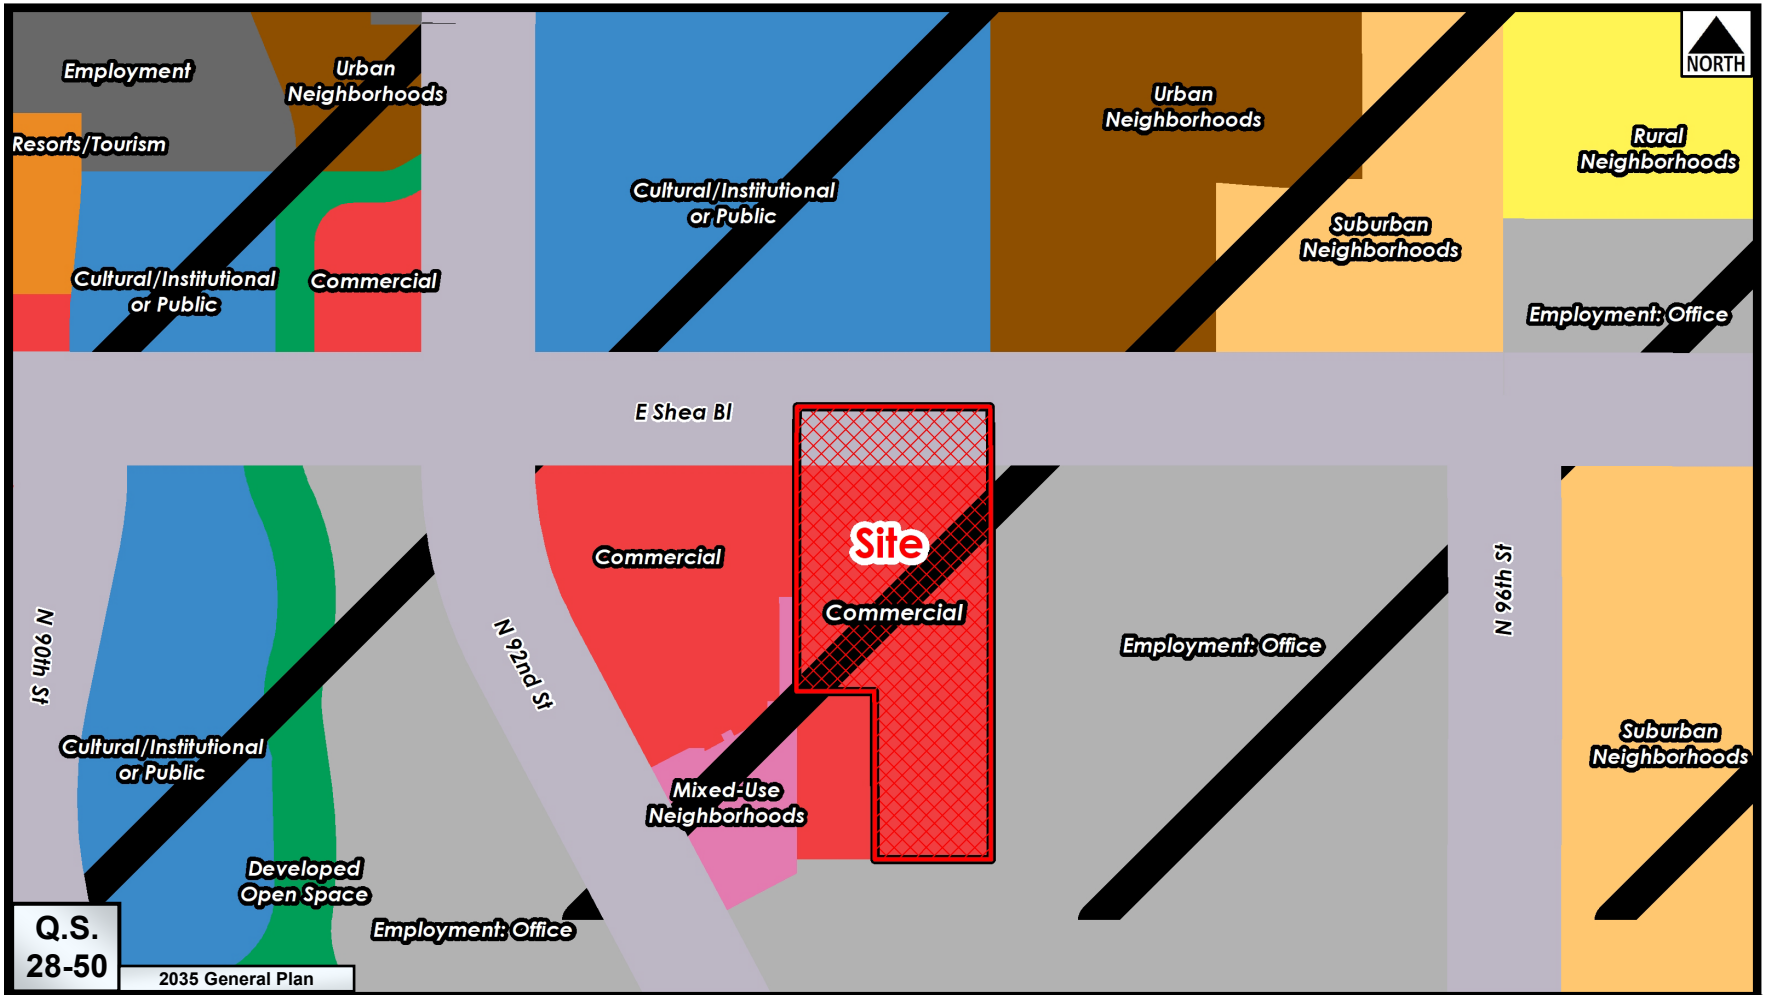 NORTH
Employment
Urban
Neighborhoods
Resorts/Tourism
Cultural/Institutional
or Public
Commercial
Cultural/Institutional
or Public
Urban
Neighborhoods
Suburban
Neighborhoods
Rural
Neighborhoods
Employment: Office
E Shea Bl
Site
Commercial
Commercial
N 90th St
N 92nd St
N 96th St
Employment: Office
Cultural/Institutional
or Public
Mixed-Use
Neighborhoods
Suburban
Neighborhoods
Developed
Open Space
Employment: Office
Q.S.
28-50
2035 General Plan